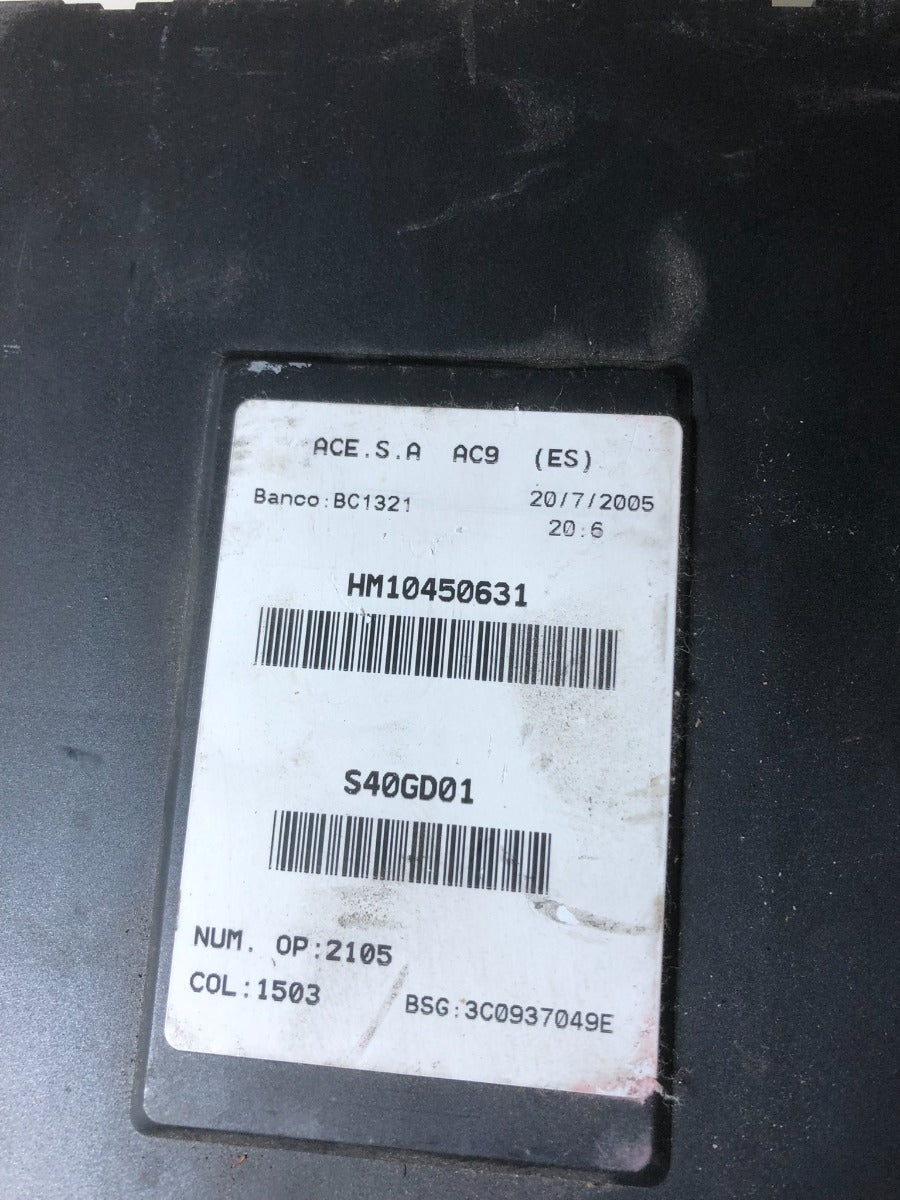 ACE.S.A AC9 (ES)
Banco:BC1321 20/7/2005
20:6
HM10450631
S40GD01
NUM. OP:2105
COL:1503
BSG:3C0937049E